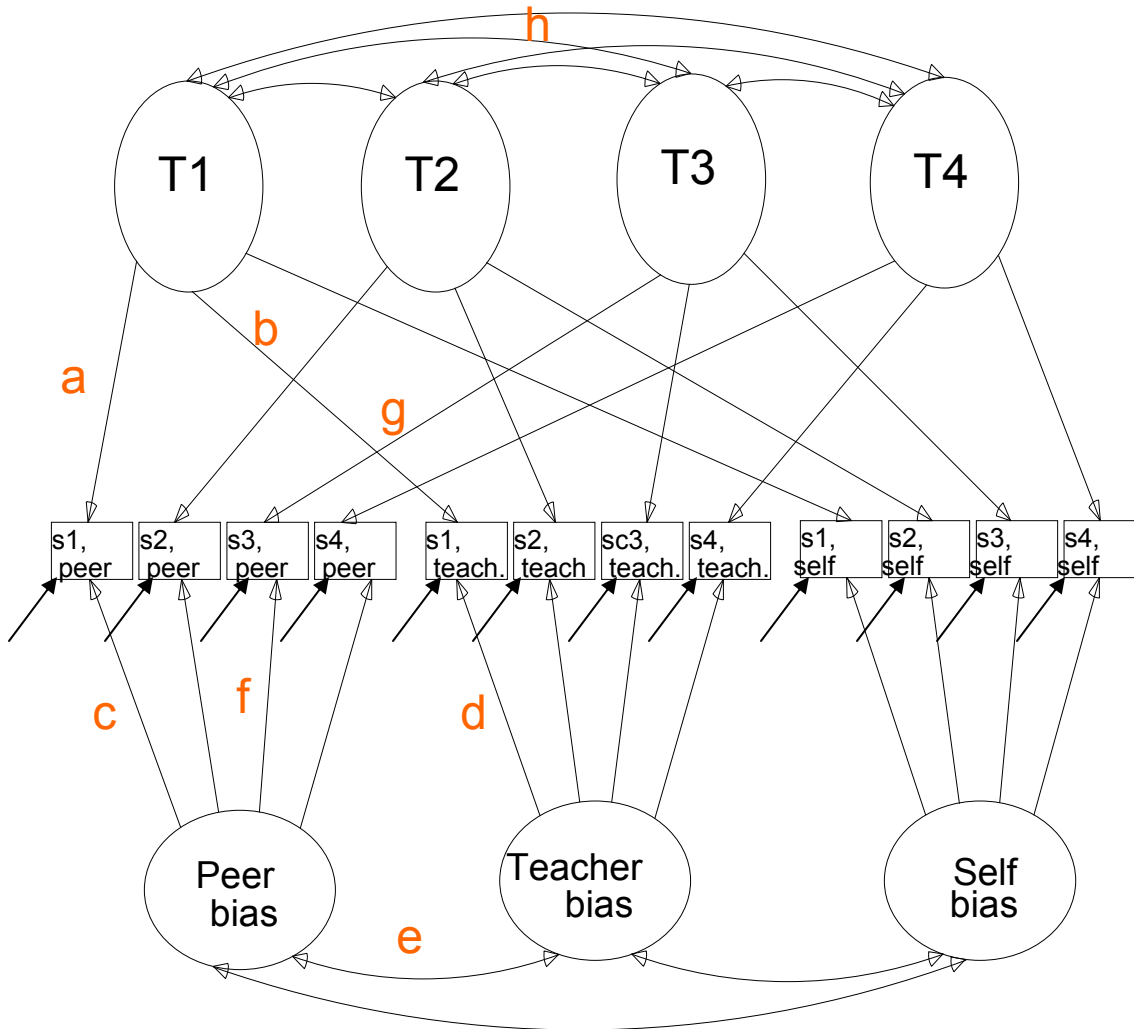 h
T1
T2
T3
T4
b
a
g
s1,
peer
s2,
peer
s3,
peer
s4,
peer
s1,
teach.
s2,
teach
sc3,
teach.
s4,
teach.
s1,
self
s2,
self
s3,
self
s4,
self
c
f
d
Peer
bias
Teacher
bias
Self
bias
e